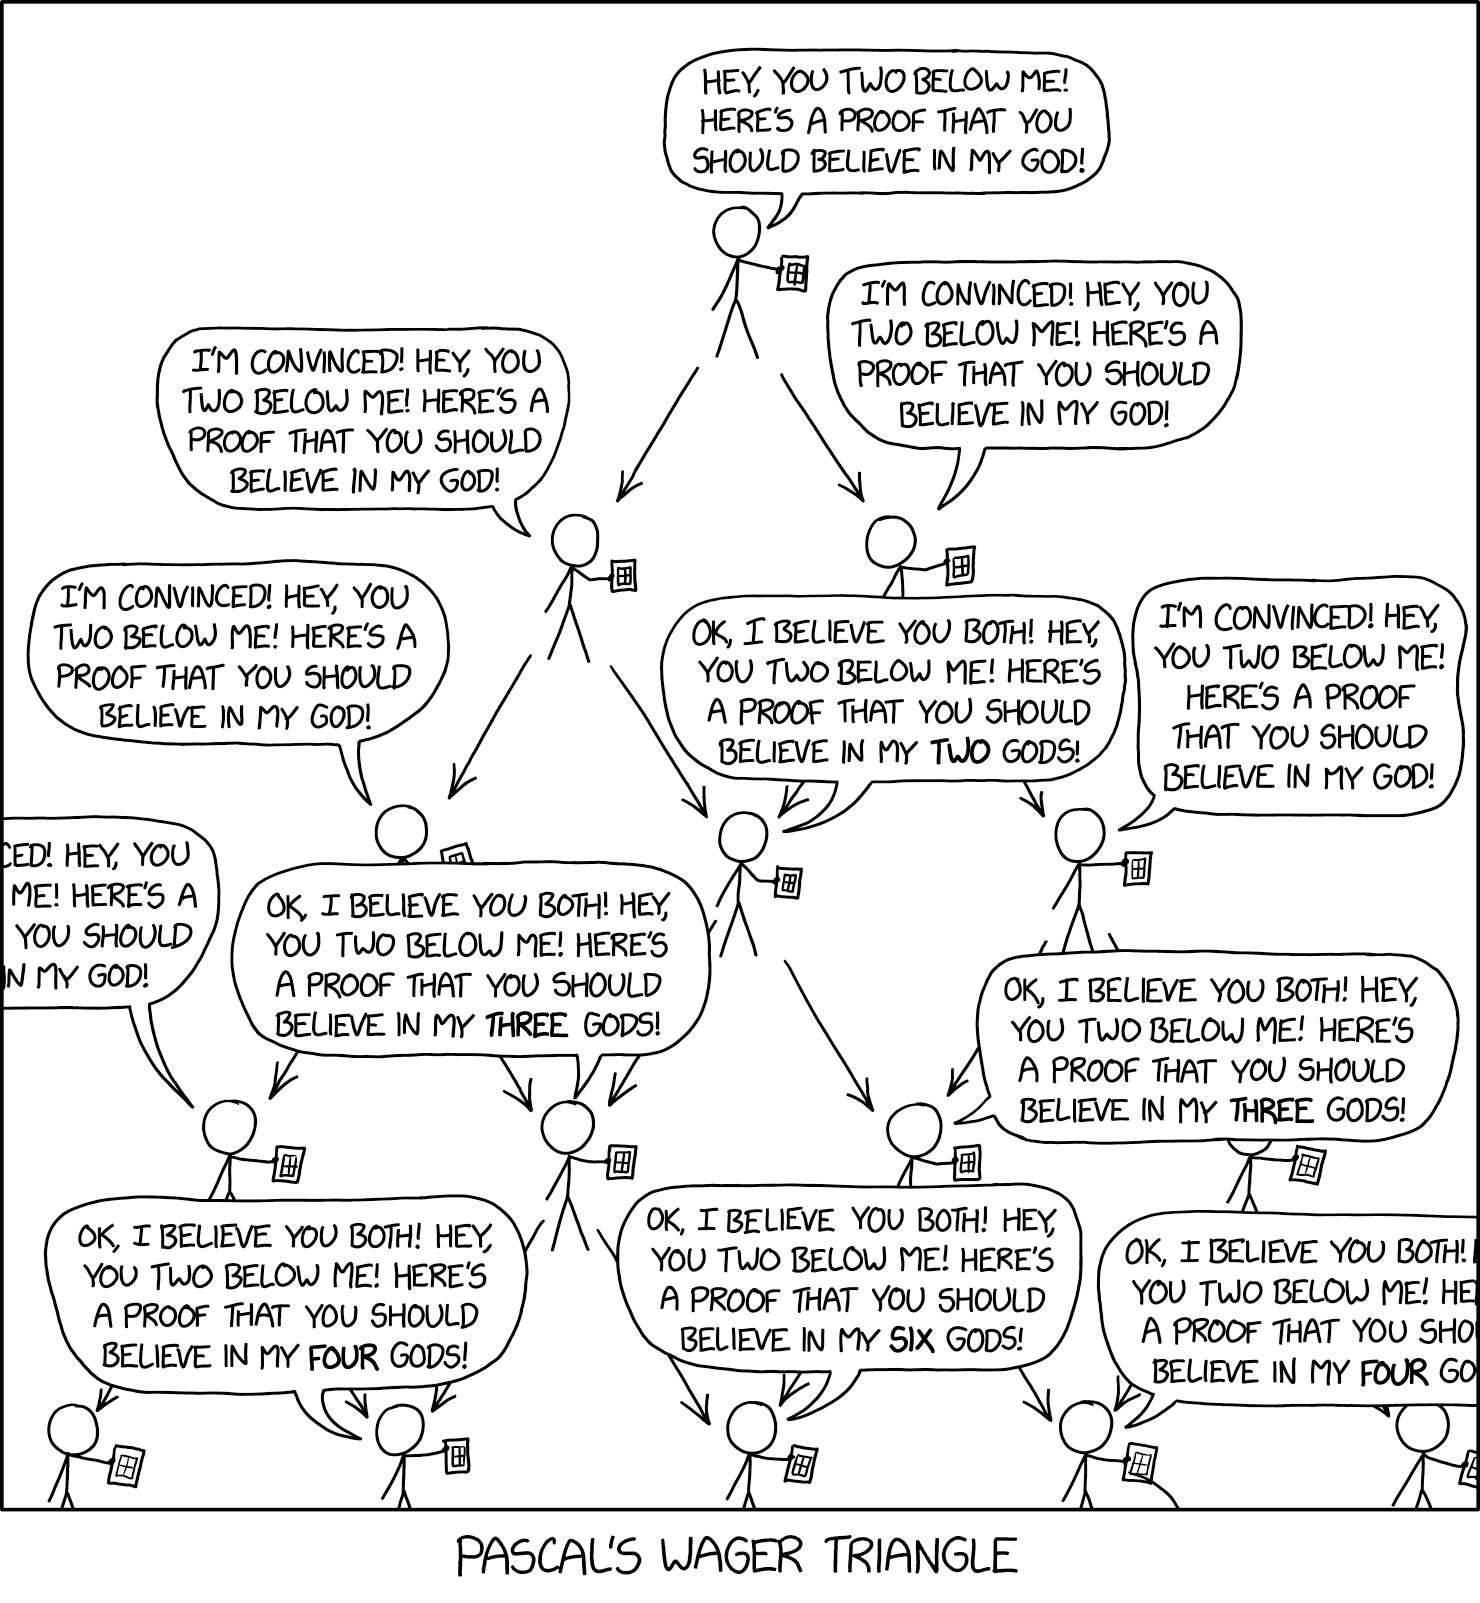 HEY, YOU TWO BELOW ME!
HERE'S A PROOF THAT YOU
SHOULD BELIEVE IN MY GOD!
I'M CONVINCED! HEY, YOU
TWO BELOW ME! HERE'S A
PROOF THAT YOU SHOULD
BELIEVE IN MY GOD!
I'M CONVINCED! HEY, YOU
TWO BELOW ME! HERE'S A
PROOF THAT YOU SHOULD
BELIEVE IN MY GOD!
I'M CONVINCED! HEY, YOU
TWO BELOW ME! HERE'S A
PROOF THAT YOU SHOULD
BELIEVE IN MY GOD!
OK, I BELIEVE YOU BOTH! HEY,
YOU TWO BELOW ME! HERE'S
A PROOF THAT YOU SHOULD
BELIEVE IN MY TWO GODS!
I'M CONVINCED! HEY,
YOU TWO BELOW ME!
HERE'S A PROOF
THAT YOU SHOULD
BELIEVE IN MY GOD!
CED! HEY, YOU
ME! HERE'S A
YOU SHOULD
IN MY GOD!
OK, I BELIEVE YOU BOTH! HEY,
YOU TWO BELOW ME! HERE'S
A PROOF THAT YOU SHOULD
BELIEVE IN MY THREE GODS!
OK, I BELIEVE YOU BOTH! HEY,
YOU TWO BELOW ME! HERE'S
A PROOF THAT YOU SHOULD
BELIEVE IN MY THREE GODS!
OK, I BELIEVE YOU BOTH! HEY,
YOU TWO BELOW ME! HERE'S
A PROOF THAT YOU SHOULD
BELIEVE IN MY FOUR GODS!
OK, I BELIEVE YOU BOTH! HEY,
YOU TWO BELOW ME! HERE'S
A PROOF THAT YOU SHOULD
BELIEVE IN MY SIX GODS!
OK, I BELIEVE YOU BOTH!
YOU TWO BELOW ME! HE
A PROOF THAT YOU SHO
BELIEVE IN MY FOUR GO
PASCAL'S WAGER TRIANGLE